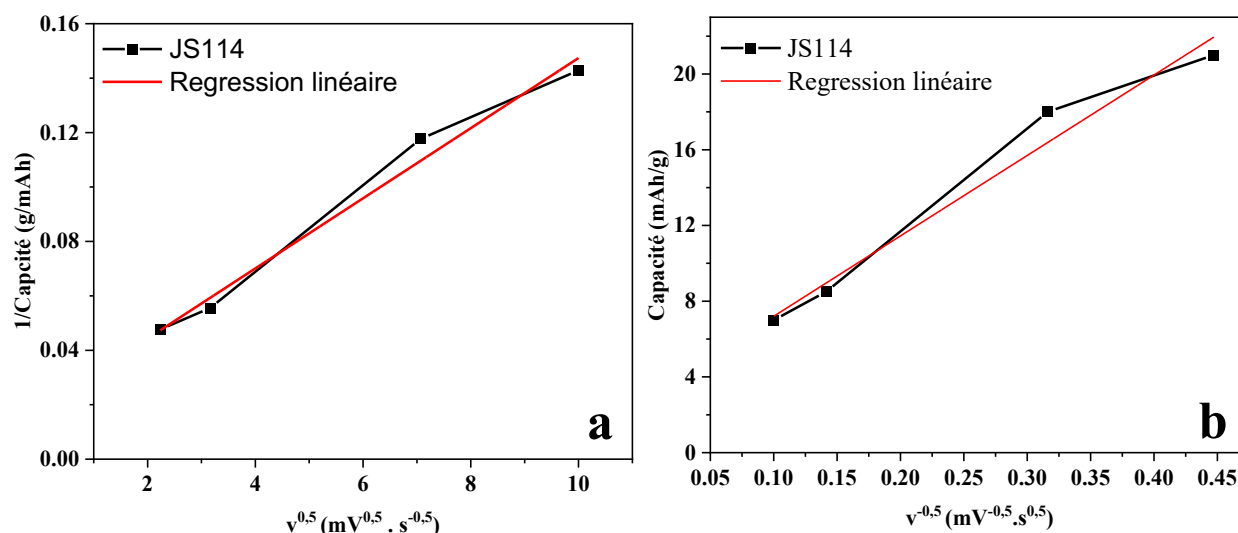 0.16
0.12
0.08
0.04
0.00
1/Capcité (g/mAh)
JS114
Regression linéaire
a
2 4 6 8 10
v^0,5 (mV^0,5 . s^-0,5)
20
16
12
8
4
0
Capacité (mAh/g)
JS114
Regression linéaire
b
0.05 0.10 0.15 0.20 0.25 0.30 0.35 0.40 0.45
v^-0,5 (mV^-0,5.s^0,5)